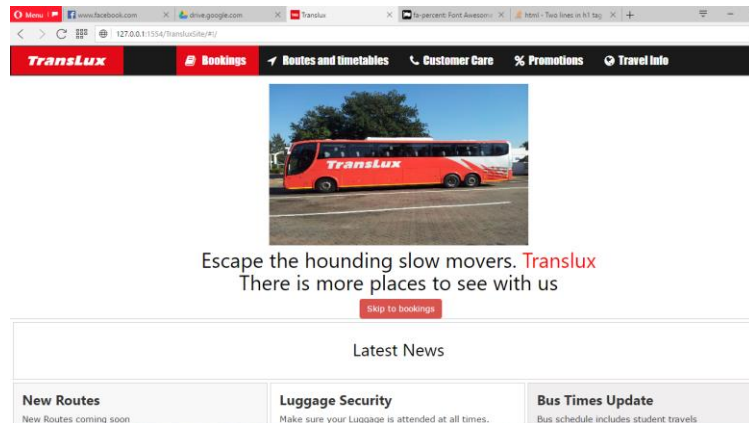 Menu
www.facebook.com
drive.google.com
Translux
fa-percent: Font Awesome
html - Two lines in h1 tag
127.0.0.1:1554/TransluxSite/#!/
TransLux Bookings Routes and timetables Customer Care % Promotions Travel Info
TransLux
Escape the hounding slow movers. Translux
There is more places to see with us
Skip to bookings
Latest News
New Routes
New Routes coming soon
Luggage Security
Make sure your Luggage is attended at all times.
Bus Times Update
Bus schedule includes student travels